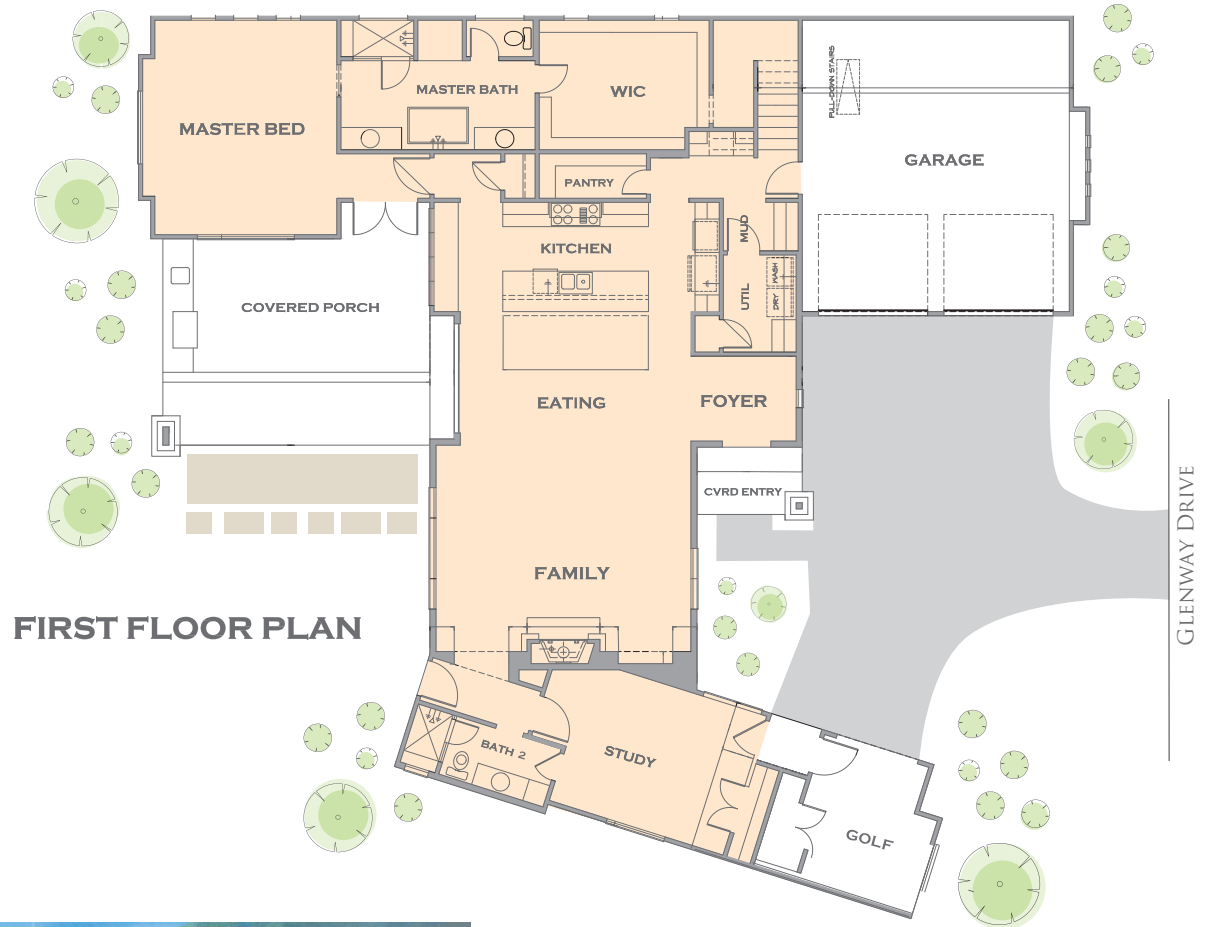 PULL-DOWN STAIRS
MASTER BATH
WIC
MASTER BED
GARAGE
PANTRY
MUD
KITCHEN
WASH
UTIL
DRY
COVERED PORCH
EATING
FOYER
CVRD ENTRY
GLENWAY DRIVE
FAMILY
FIRST FLOOR PLAN
BATH 2
STUDY
GOLF